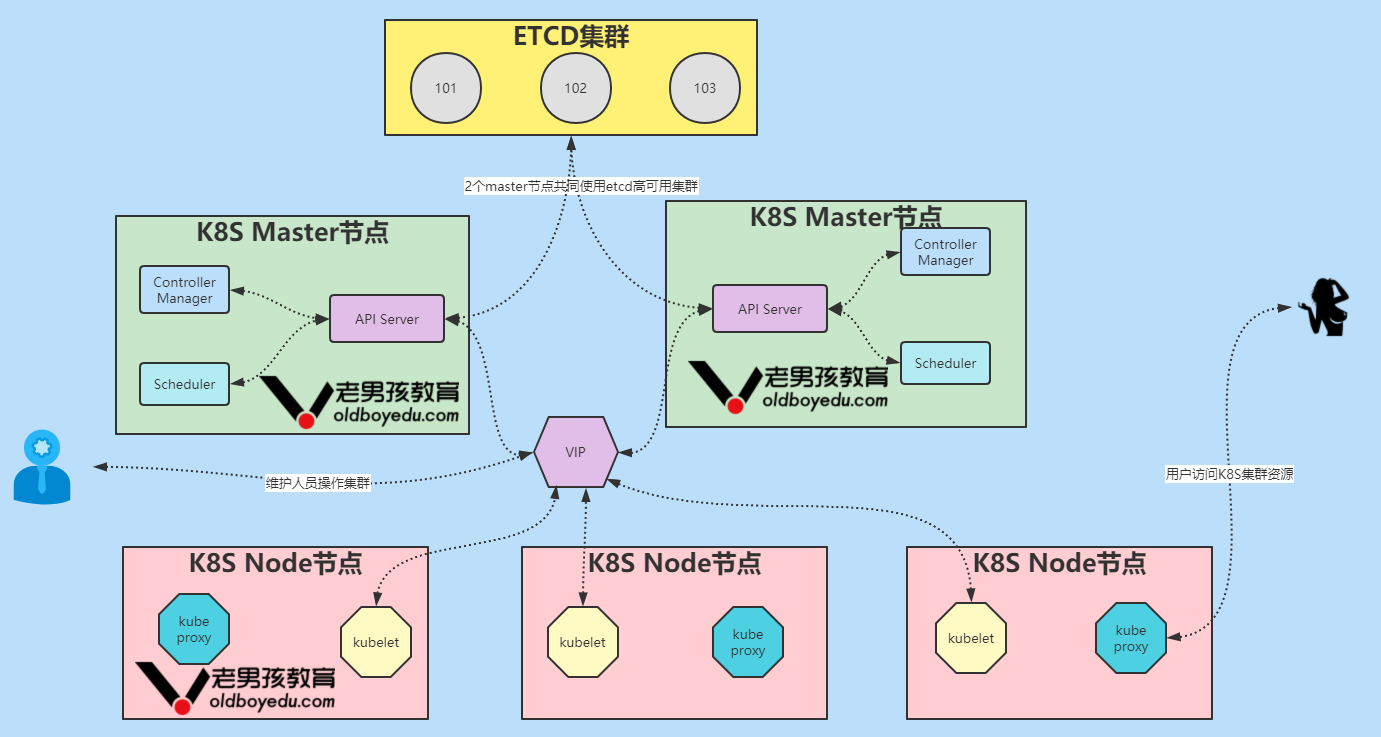 ETCD集群
101
102
103
2个master节点共同使用etcd高可用集群
K8S Master节点
Controller
Manager
API Server
Scheduler
老男孩教育
oldboyedu.com
K8S Master节点
Controller
Manager
API Server
Scheduler
老男孩教育
oldboyedu.com
VIP
维护人员操作集群
用户访问K8S集群资源
K8S Node节点
kube
proxy
kubelet
老男孩教育
oldboyedu.com
K8S Node节点
kubelet
kube
proxy
K8S Node节点
kubelet
kube
proxy